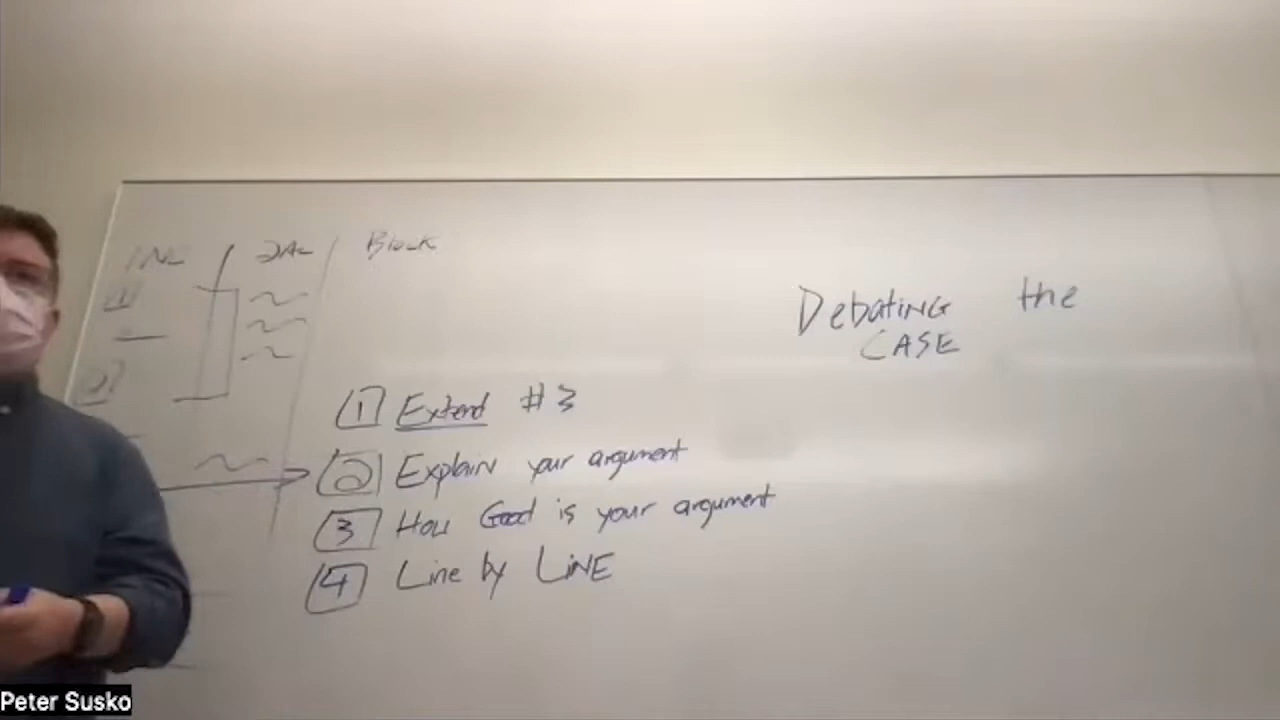 1NC 2AC Block
Debating the
CASE
1 Extend #3
2 Explain your argument
3 How Good is your argument
4 Line by Line
Peter Susko